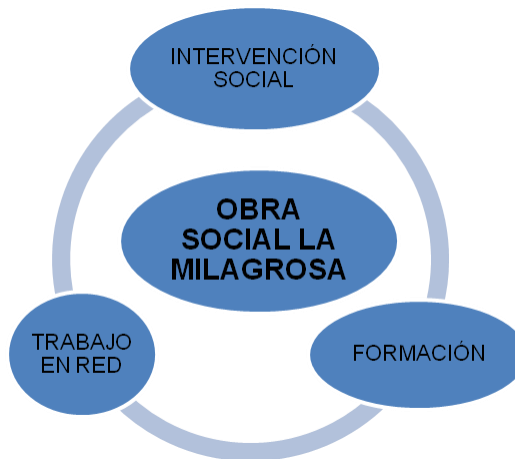 INTERVENCIÓN
SOCIAL
OBRA
SOCIAL LA
MILAGROSA
TRABAJO
EN RED
FORMACIÓN